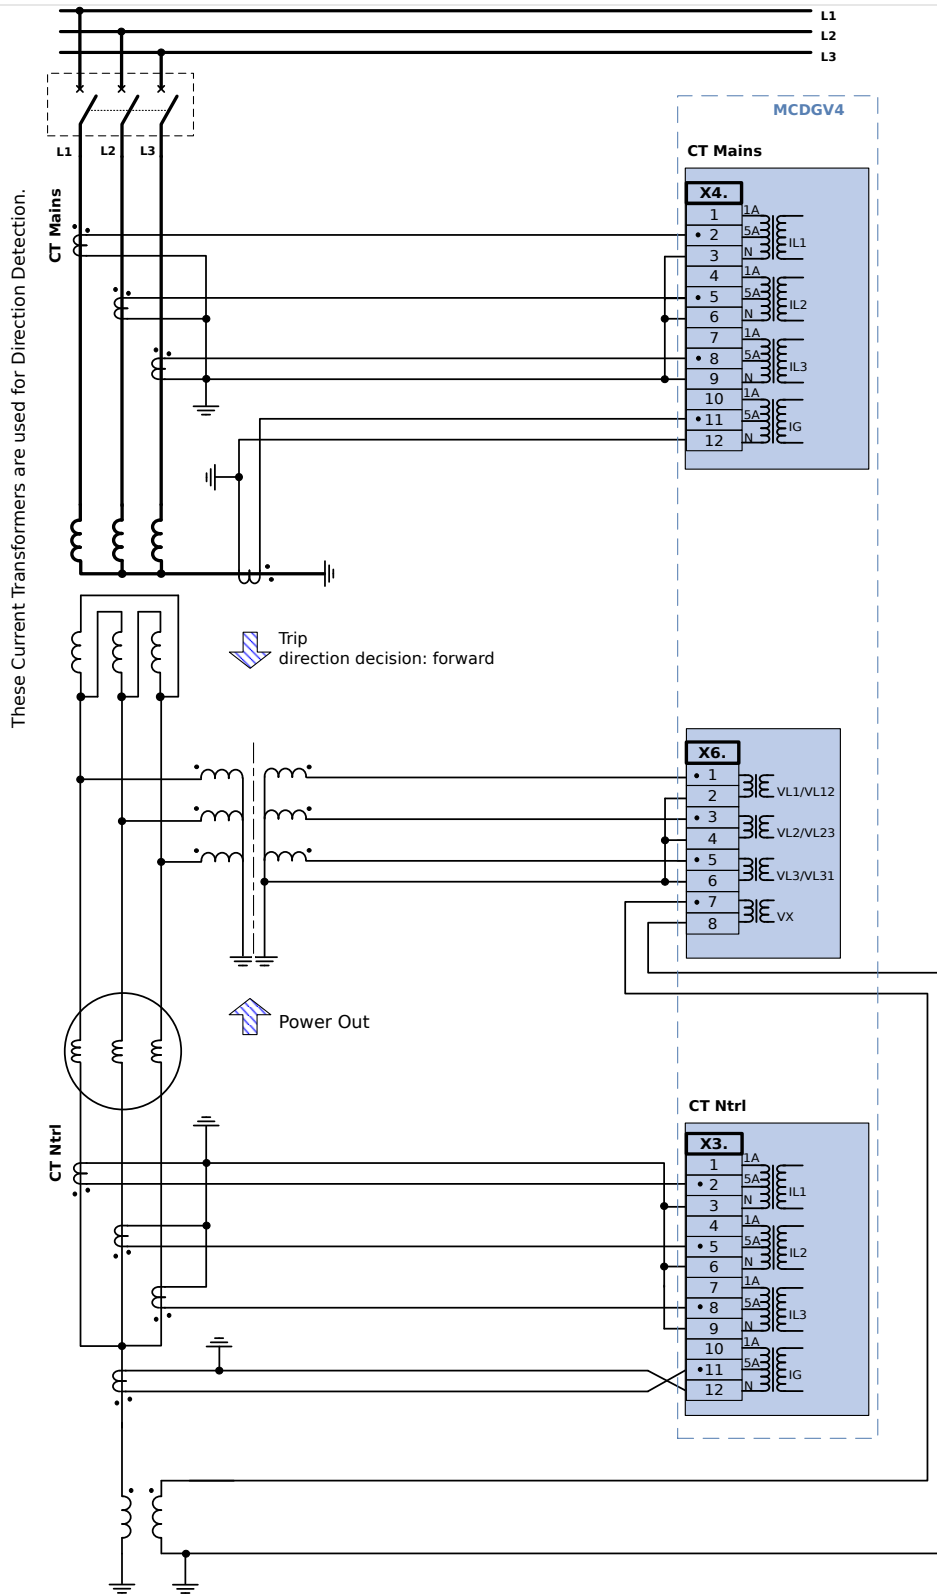 L1
L2
L3
L1
L2
L3
These Current Transformers are used for Direction Detection.
CT Mains
MCDGV4
CT Mains
X4.
1 1A
2 5A IL1
3 N
4 1A
5 5A IL2
6 N
7 1A
8 5A IL3
9 N
10 1A
11 5A IG
12 N
Trip
direction decision: forward
X6.
1
2 VL1/VL12
3
4 VL2/VL23
5
6 VL3/VL31
7
8 VX
Power Out
CT Ntrl
CT Ntrl
X3.
1 1A
2 5A IL1
3 N
4 1A
5 5A IL2
6 N
7 1A
8 5A IL3
9 N
10 1A
11 5A IG
12 N